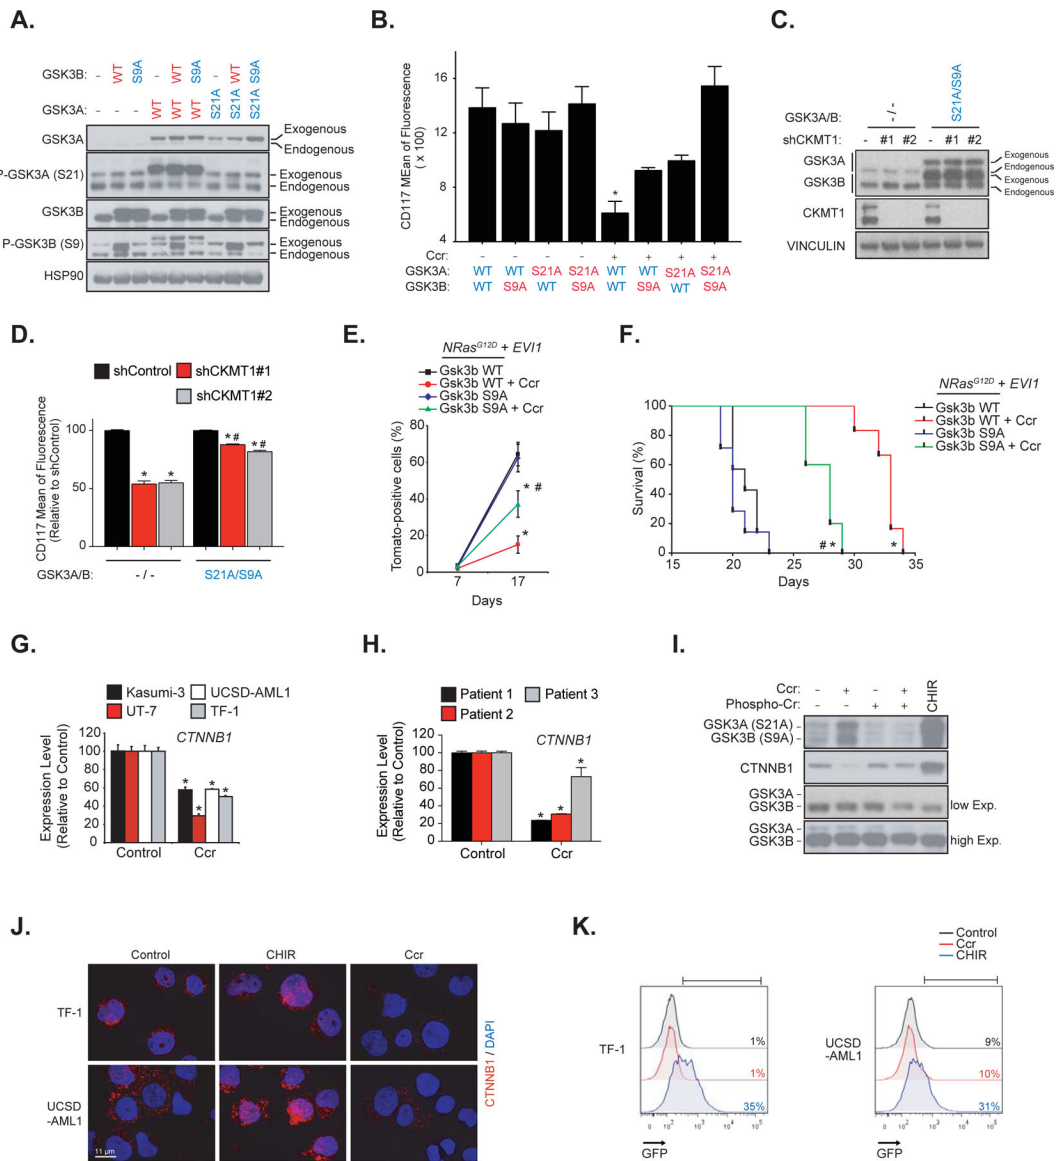 A.
GSK3B: - WT S9A - WT S9A - WT S9A
GSK3A: - - - WT WT WT S21A S21A S21A
GSK3A
Exogenous
Endogenous
P-GSK3A (S21)
Exogenous
Endogenous
GSK3B
Exogenous
Endogenous
P-GSK3B (S9)
Exogenous
Endogenous
HSP90
B.
CD117 MEan of Fluorescence
( x 100)
16
12
8
4
*
Ccr: - - - - + + + +
GSK3A: WT WT S21A S21A WT WT S21A S21A
GSK3B: WT S9A WT S9A WT S9A WT S9A
C.
GSK3A/B: - / - S21A/S9A
shCKMT1: - #1 #2 - #1 #2
GSK3A
GSK3B
Exogenous
Endogenous
Exogenous
Endogenous
CKMT1
VINCULIN
D.
shControl shCKMT1#1
shCKMT1#2
CD117 Mean of Fluorescence
(Relative to shControl)
100
50
0
* * * # * #
GSK3A/B: - / - S21A/S9A
E.
NRasG12D + EVI1
Gsk3b WT
Gsk3b WT + Ccr
Gsk3b S9A
Gsk3b S9A + Ccr
Tomato-positive cells (%)
100
80
60
40
20
0
* #
*
7 17
Days
F.
NRasG12D + EVI1
Gsk3b WT
Gsk3b WT + Ccr
Gsk3b S9A
Gsk3b S9A + Ccr
Survival (%)
100
80
60
40
20
0
# * *
15 20 25 30 35
Days
G.
Kasumi-3 UCSD-AML1
UT-7 TF-1
CTNNB1
Expression Level
(Relative to Control)
120
100
80
60
40
20
0
* * * *
Control Ccr
H.
Patient 1 Patient 3
Patient 2
CTNNB1
Expression Level
(Relative to Control)
120
100
80
60
40
20
0
* * *
Control Ccr
I.
Ccr: - + - + CHIR
Phospho-Cr: - - + +
GSK3A (S21A) -
GSK3B (S9A) -
CTNNB1
GSK3A -
GSK3B -
low Exp.
GSK3A -
GSK3B -
high Exp.
J.
Control CHIR Ccr
TF-1
UCSD
-AML1
11 µm
CTNNB1 / DAPI
K.
Control
Ccr
CHIR
TF-1
1%
1%
35%
0 10² 10³ 10⁴ 10⁵
GFP
UCSD
-AML1
9%
10%
31%
0 10² 10³ 10⁴ 10⁵
GFP